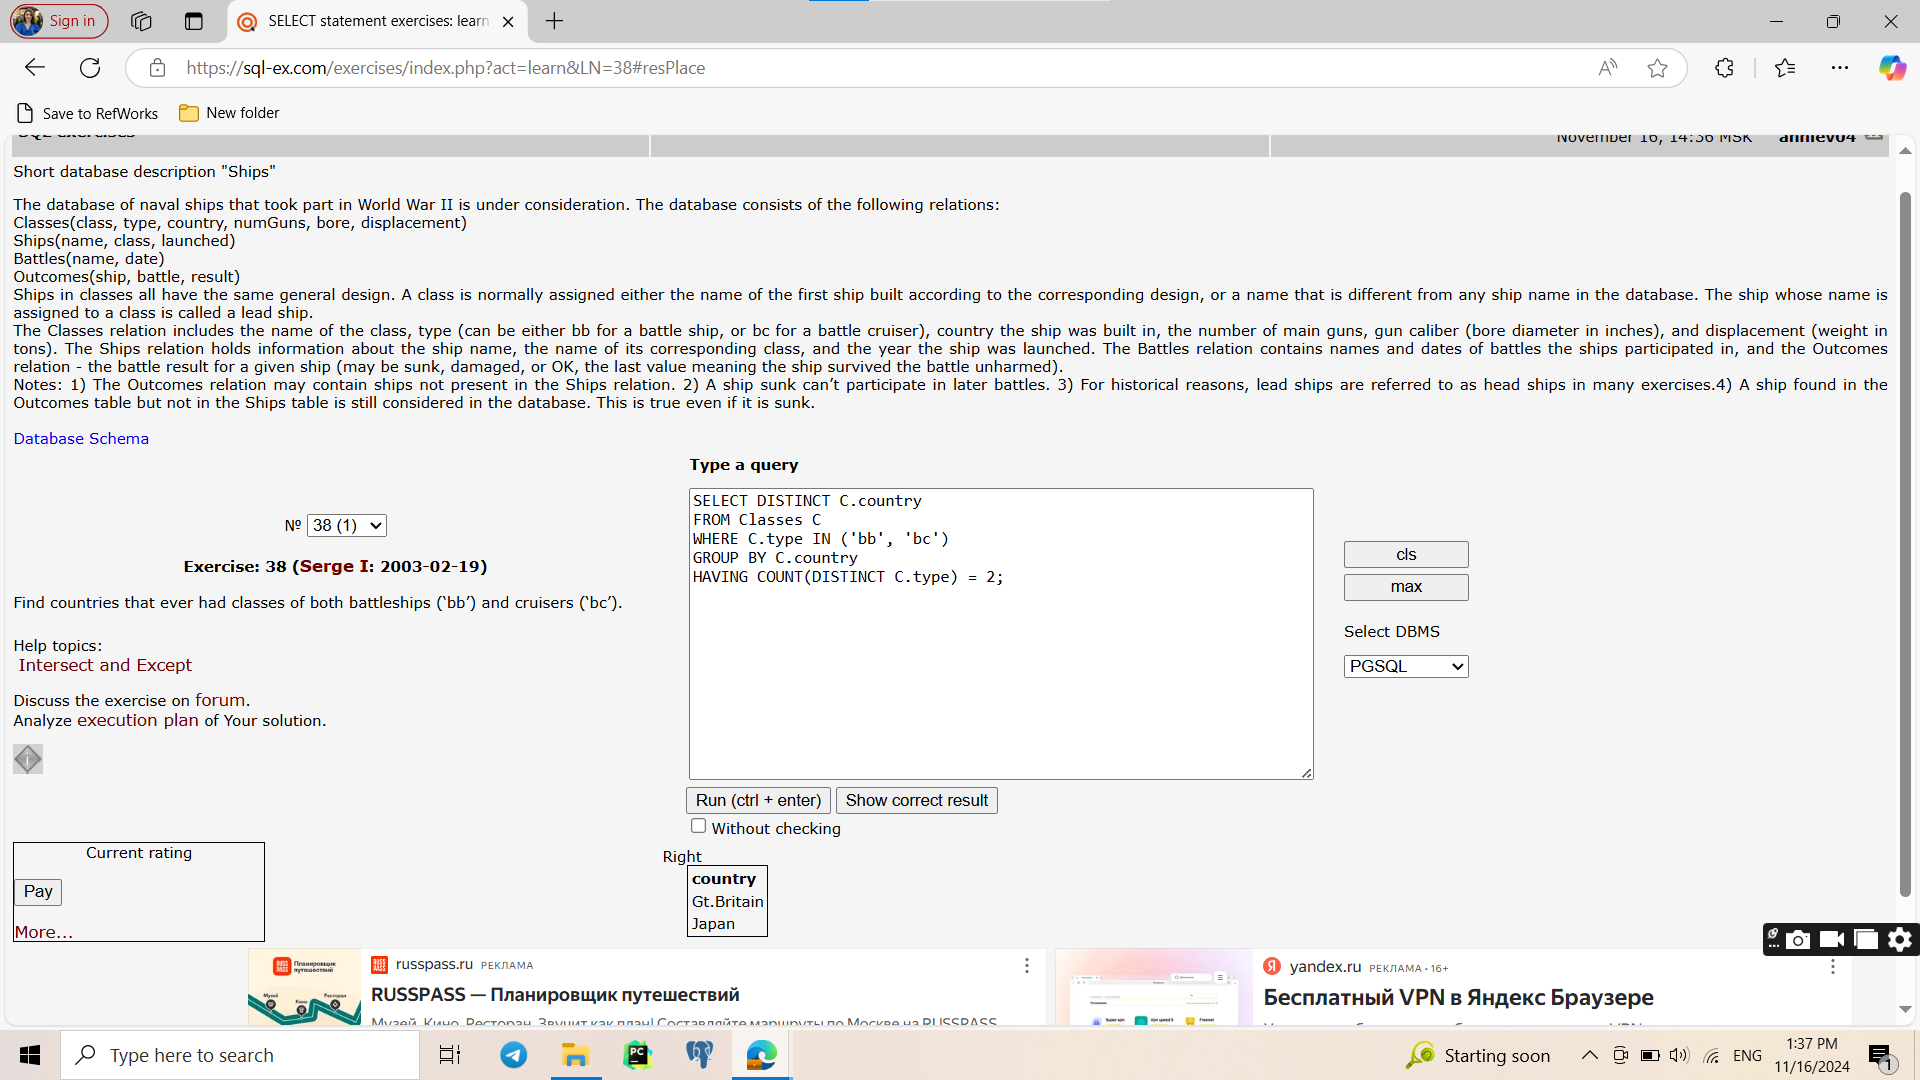 Sign in
SELECT statement exercises: learn
https://sql-ex.com/exercises/index.php?act=learn&LN=38#resPlace
Save to RefWorks
New folder
November 16, 14:36 MSK
anniev04
Short database description "Ships"
The database of naval ships that took part in World War II is under consideration. The database consists of the following relations:
Classes(class, type, country, numGuns, bore, displacement)
Ships(name, class, launched)
Battles(name, date)
Outcomes(ship, battle, result)
Ships in classes all have the same general design. A class is normally assigned either the name of the first ship built according to the corresponding design, or a name that is different from any ship name in the database. The ship whose name is
assigned to a class is called a lead ship.
The Classes relation includes the name of the class, type (can be either bb for a battle ship, or bc for a battle cruiser), country the ship was built in, the number of main guns, gun caliber (bore diameter in inches), and displacement (weight in
tons). The Ships relation holds information about the ship name, the name of its corresponding class, and the year the ship was launched. The Battles relation contains names and dates of battles the ships participated in, and the Outcomes
relation - the battle result for a given ship (may be sunk, damaged, or OK, the last value meaning the ship survived the battle unharmed).
Notes: 1) The Outcomes relation may contain ships not present in the Ships relation. 2) A ship sunk can’t participate in later battles. 3) For historical reasons, lead ships are referred to as head ships in many exercises.4) A ship found in the
Outcomes table but not in the Ships table is still considered in the database. This is true even if it is sunk.
Database Schema
Type a query
SELECT DISTINCT C.country
FROM Classes C
WHERE C.type IN ('bb', 'bc')
GROUP BY C.country
HAVING COUNT(DISTINCT C.type) = 2;
№ 38 (1)
Exercise: 38 (Serge I: 2003-02-19)
Find countries that ever had classes of both battleships (‘bb’) and cruisers (‘bc’).
Help topics:
Intersect and Except
Discuss the exercise on forum.
Analyze execution plan of Your solution.
cls
max
Select DBMS
PGSQL
Run (ctrl + enter)
Show correct result
Without checking
Current rating
Pay
More...
Right
country
Gt.Britain
Japan
Планировщик
путешествий
Музей
Кино
Ресторан
russpass.ru РЕКЛАМА
RUSSPASS — Планировщик путешествий
Музей, Кино, Ресторан. Звучит как план! Составляйте маршруты по Москве на RUSSPASS
yandex.ru РЕКЛАМА • 16+
Бесплатный VPN в Яндекс Браузере
Type here to search
PC
Starting soon
ENG
1:37 PM
11/16/2024
1